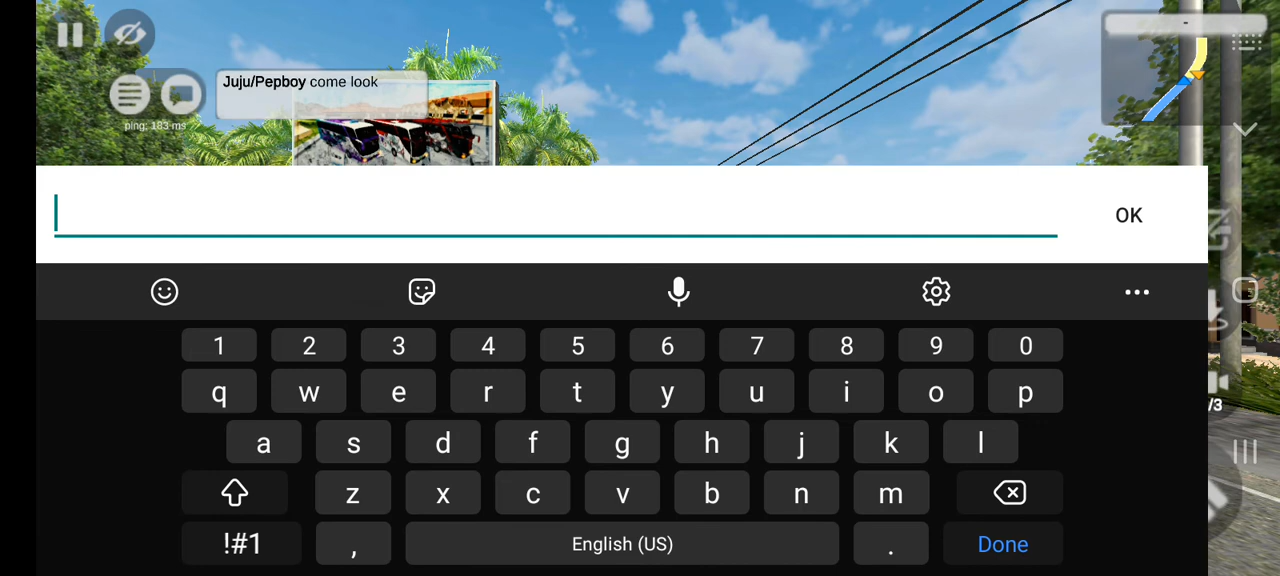 Juju/Pepboy come look
ping: 183 ms
-
OK
1 2 3 4 5 6 7 8 9 0
q w e r t y u i o p
a s d f g h j k l
/3
z x c v b n m
!#1 , English (US) . Done